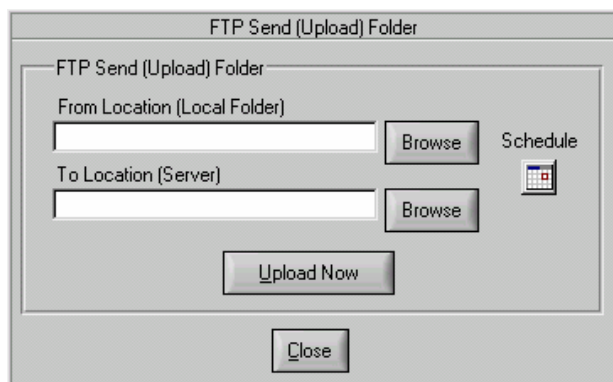 FTP Send (Upload) Folder
FTP Send (Upload) Folder
From Location (Local Folder)
Browse
Schedule
To Location (Server)
Browse
Upload Now
Close